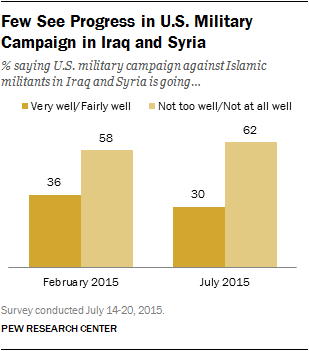 Few See Progress in U.S. Military
Campaign in Iraq and Syria
% saying U.S. military campaign against Islamic
militants in Iraq and Syria is going...
Very well/Fairly well Not too well/Not at all well
36 58 30 62
February 2015 July 2015
Survey conducted July 14-20, 2015.
PEW RESEARCH CENTER